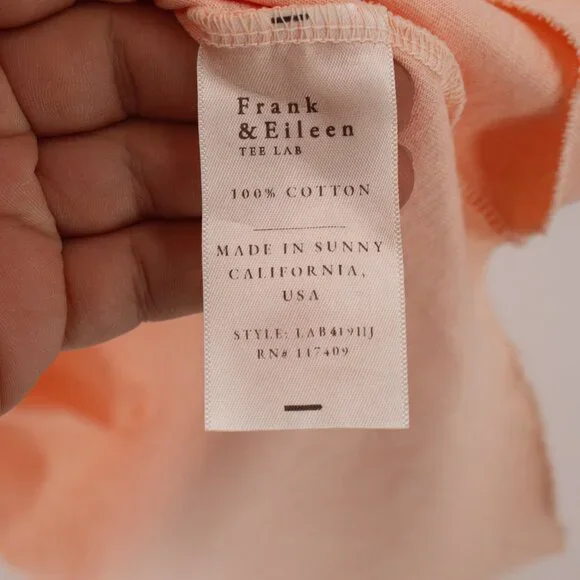 Frank
& Eileen
TEE LAB
100% COTTON
MADE IN SUNNY
CALIFORNIA,
USA
STYLE: LAB419HJ
RN# 117409